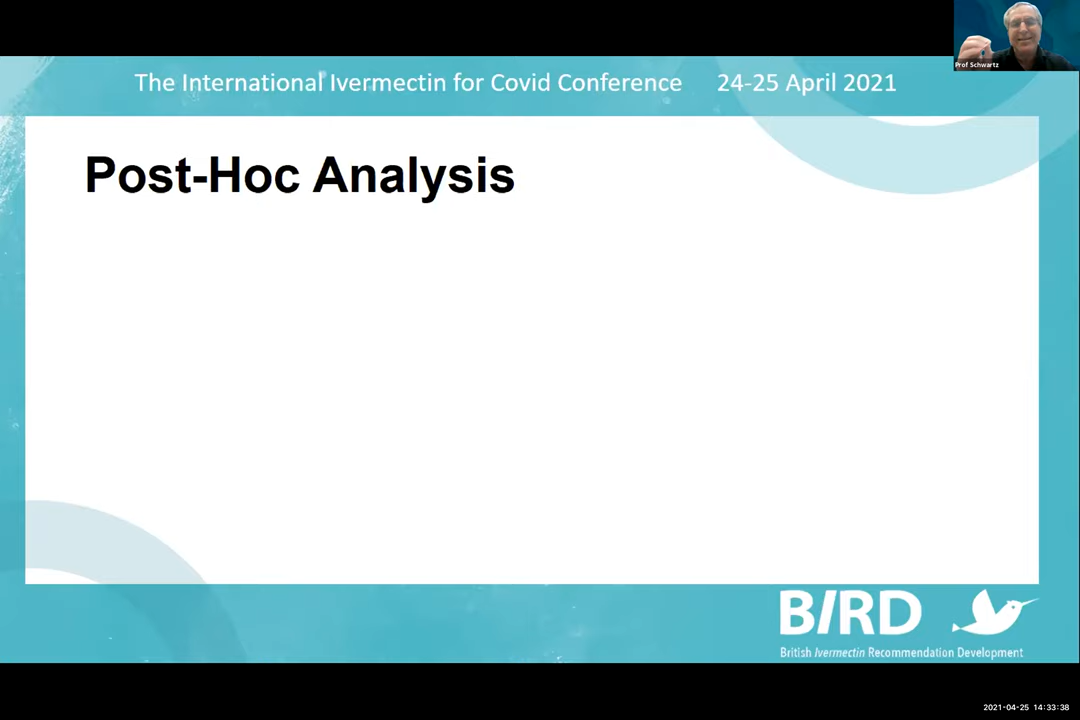 Prof Schwartz
The International Ivermectin for Covid Conference 24-25 April 2021
Post-Hoc Analysis
BIRD
British Ivermectin Recommendation Development
2021-04-25 14:33:38